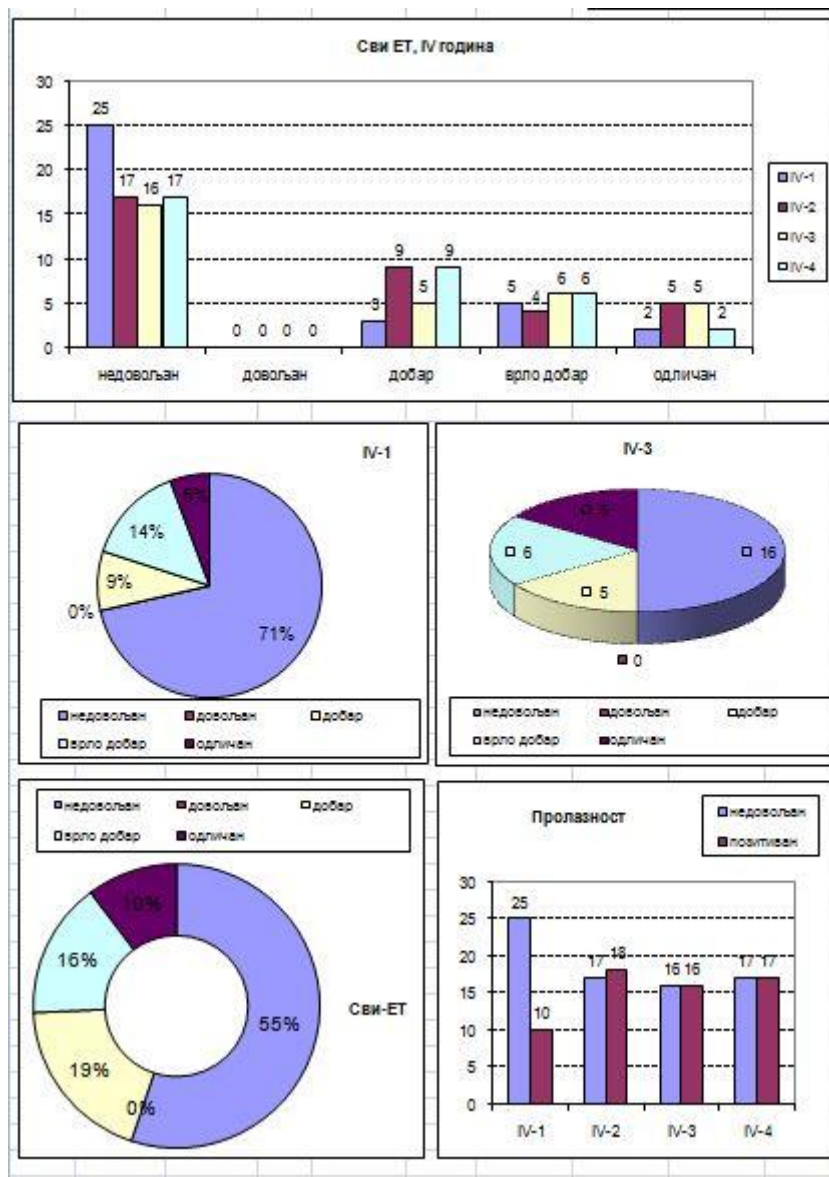 Сви ЕТ, IV година
30
25
20
15
10
5
0
25 17 16 17
0 0 0 0
3 9 5 9
5 4 6 6
2 5 5 2
недовољан довољан добар врло добар одличан
IV-1
IV-2
IV-3
IV-4
IV-1
6%
14%
9%
0%
71%
недовољан довољан добар
врло добар одличан
IV-3
5
6
16
5
0
недовољан довољан добар
врло добар одличан
недовољан довољан добар
врло добар одличан
10%
16%
55%
19%
0%
Сви-ЕТ
Пролазност
недовољан
позитиван
30
25
20
15
10
5
0
25 10 17 18 16 16 17 17
IV-1 IV-2 IV-3 IV-4